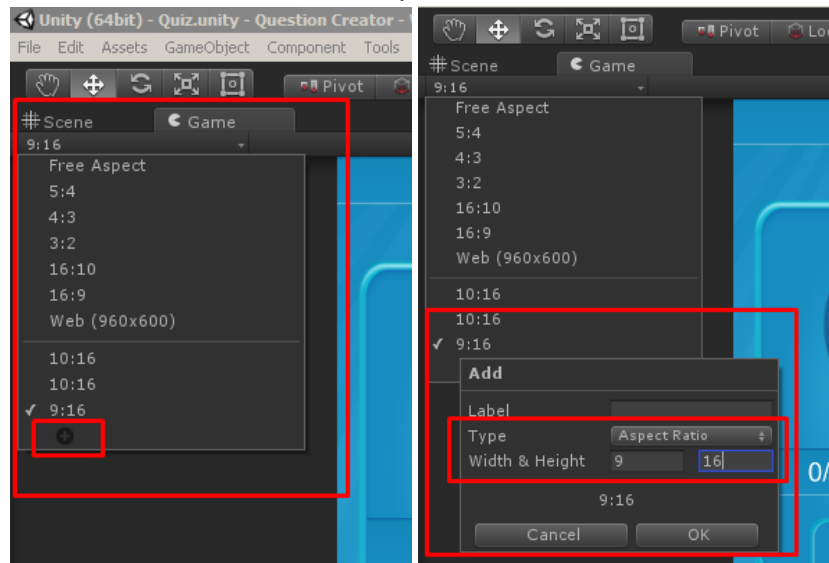 Unity (64bit) - Quiz.unity - Question Creator -
File Edit Assets GameObject Component Tools
Pivot
Scene Game
9:16
Free Aspect
5:4
4:3
3:2
16:10
16:9
Web (960x600)
10:16
10:16
✓ 9:16
Pivot
Scene Game
9:16
Free Aspect
5:4
4:3
3:2
16:10
16:9
Web (960x600)
10:16
10:16
✓ 9:16
Add
Label
Type Aspect Ratio
Width & Height 9 16
9:16
Cancel OK
0/